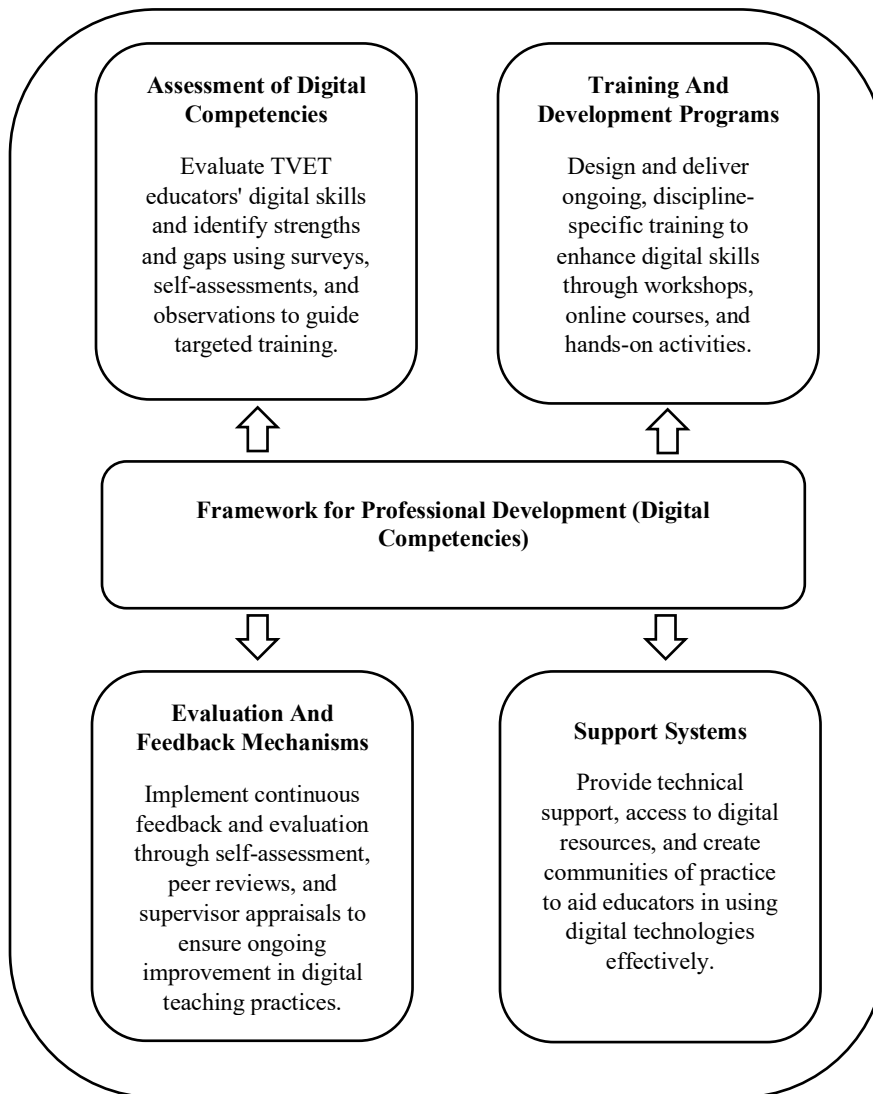 Assessment of Digital
Competencies
Evaluate TVET
educators' digital skills
and identify strengths
and gaps using surveys,
self-assessments, and
observations to guide
targeted training.
Training And
Development Programs
Design and deliver
ongoing, discipline-
specific training to
enhance digital skills
through workshops,
online courses, and
hands-on activities.
Framework for Professional Development (Digital
Competencies)
Evaluation And
Feedback Mechanisms
Implement continuous
feedback and evaluation
through self-assessment,
peer reviews, and
supervisor appraisals to
ensure ongoing
improvement in digital
teaching practices.
Support Systems
Provide technical
support, access to digital
resources, and create
communities of practice
to aid educators in using
digital technologies
effectively.